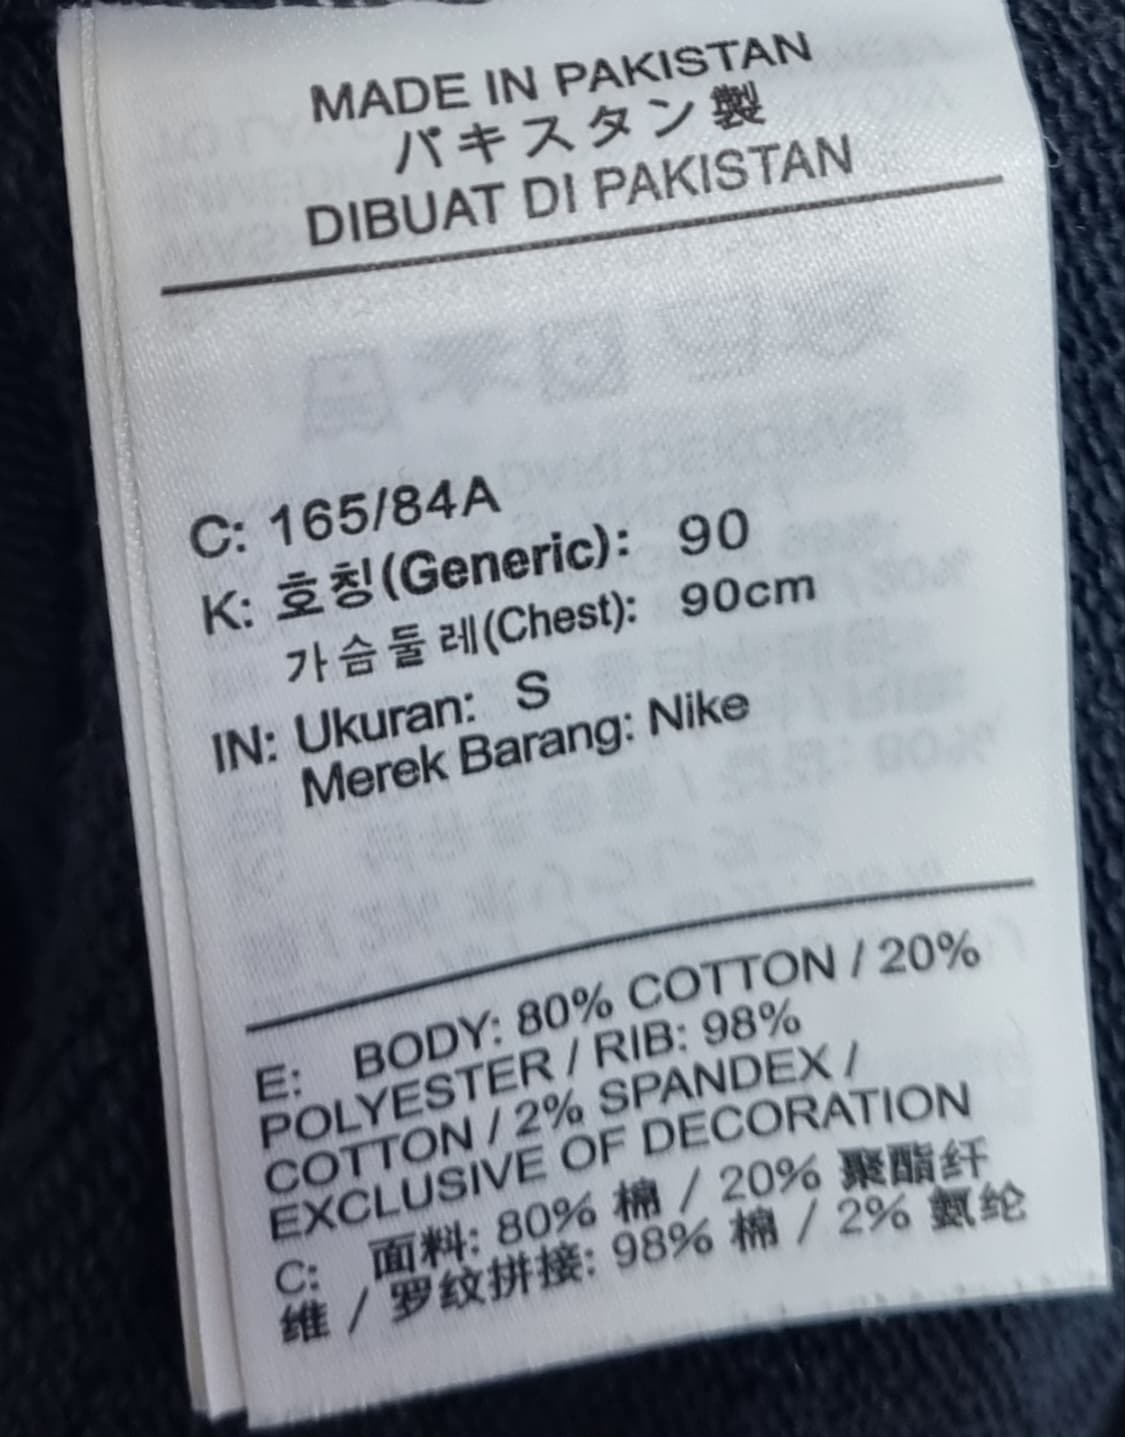 MADE IN PAKISTAN
パキスタン製
DIBUAT DI PAKISTAN
C: 165/84A
K: 호칭(Generic): 90
가슴둘레(Chest): 90cm
IN: Ukuran: S
Merek Barang: Nike
E: BODY: 80% COTTON / 20%
POLYESTER / RIB: 98%
COTTON / 2% SPANDEX /
EXCLUSIVE OF DECORATION
C: 面料: 80% 棉 / 20% 聚酯纤
维 / 罗纹拼接: 98% 棉 / 2% 氨纶